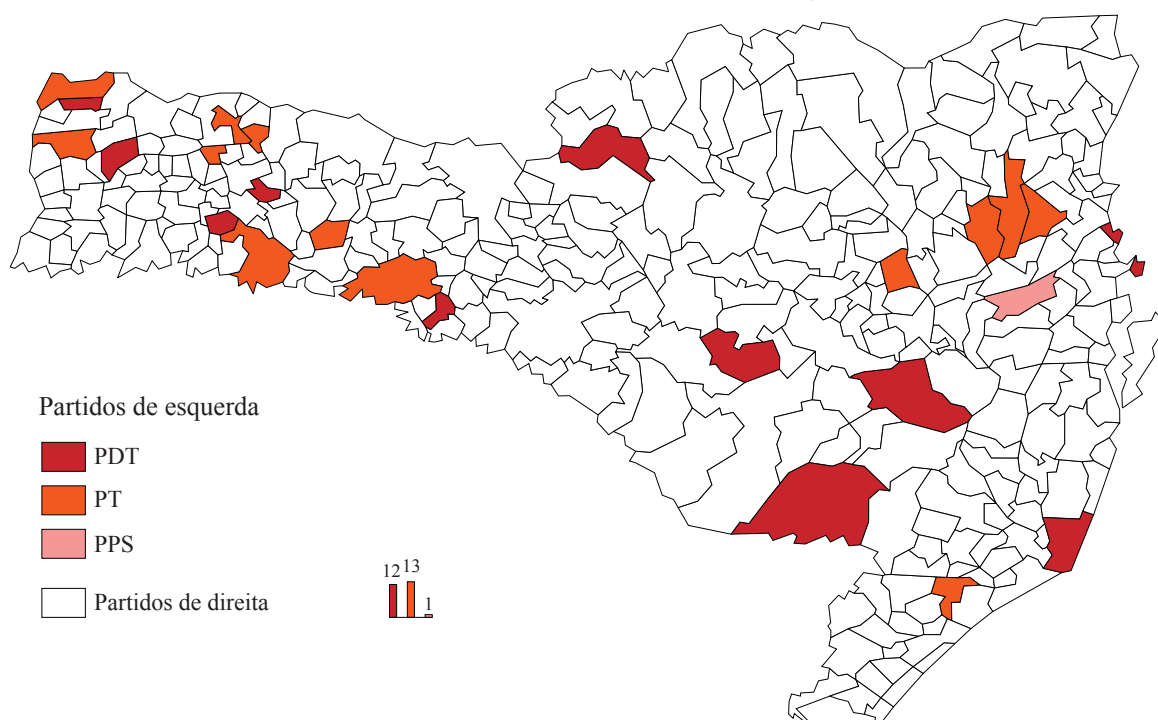 Partidos de esquerda
PDT
PT
PPS
Partidos de direita
12 13 1